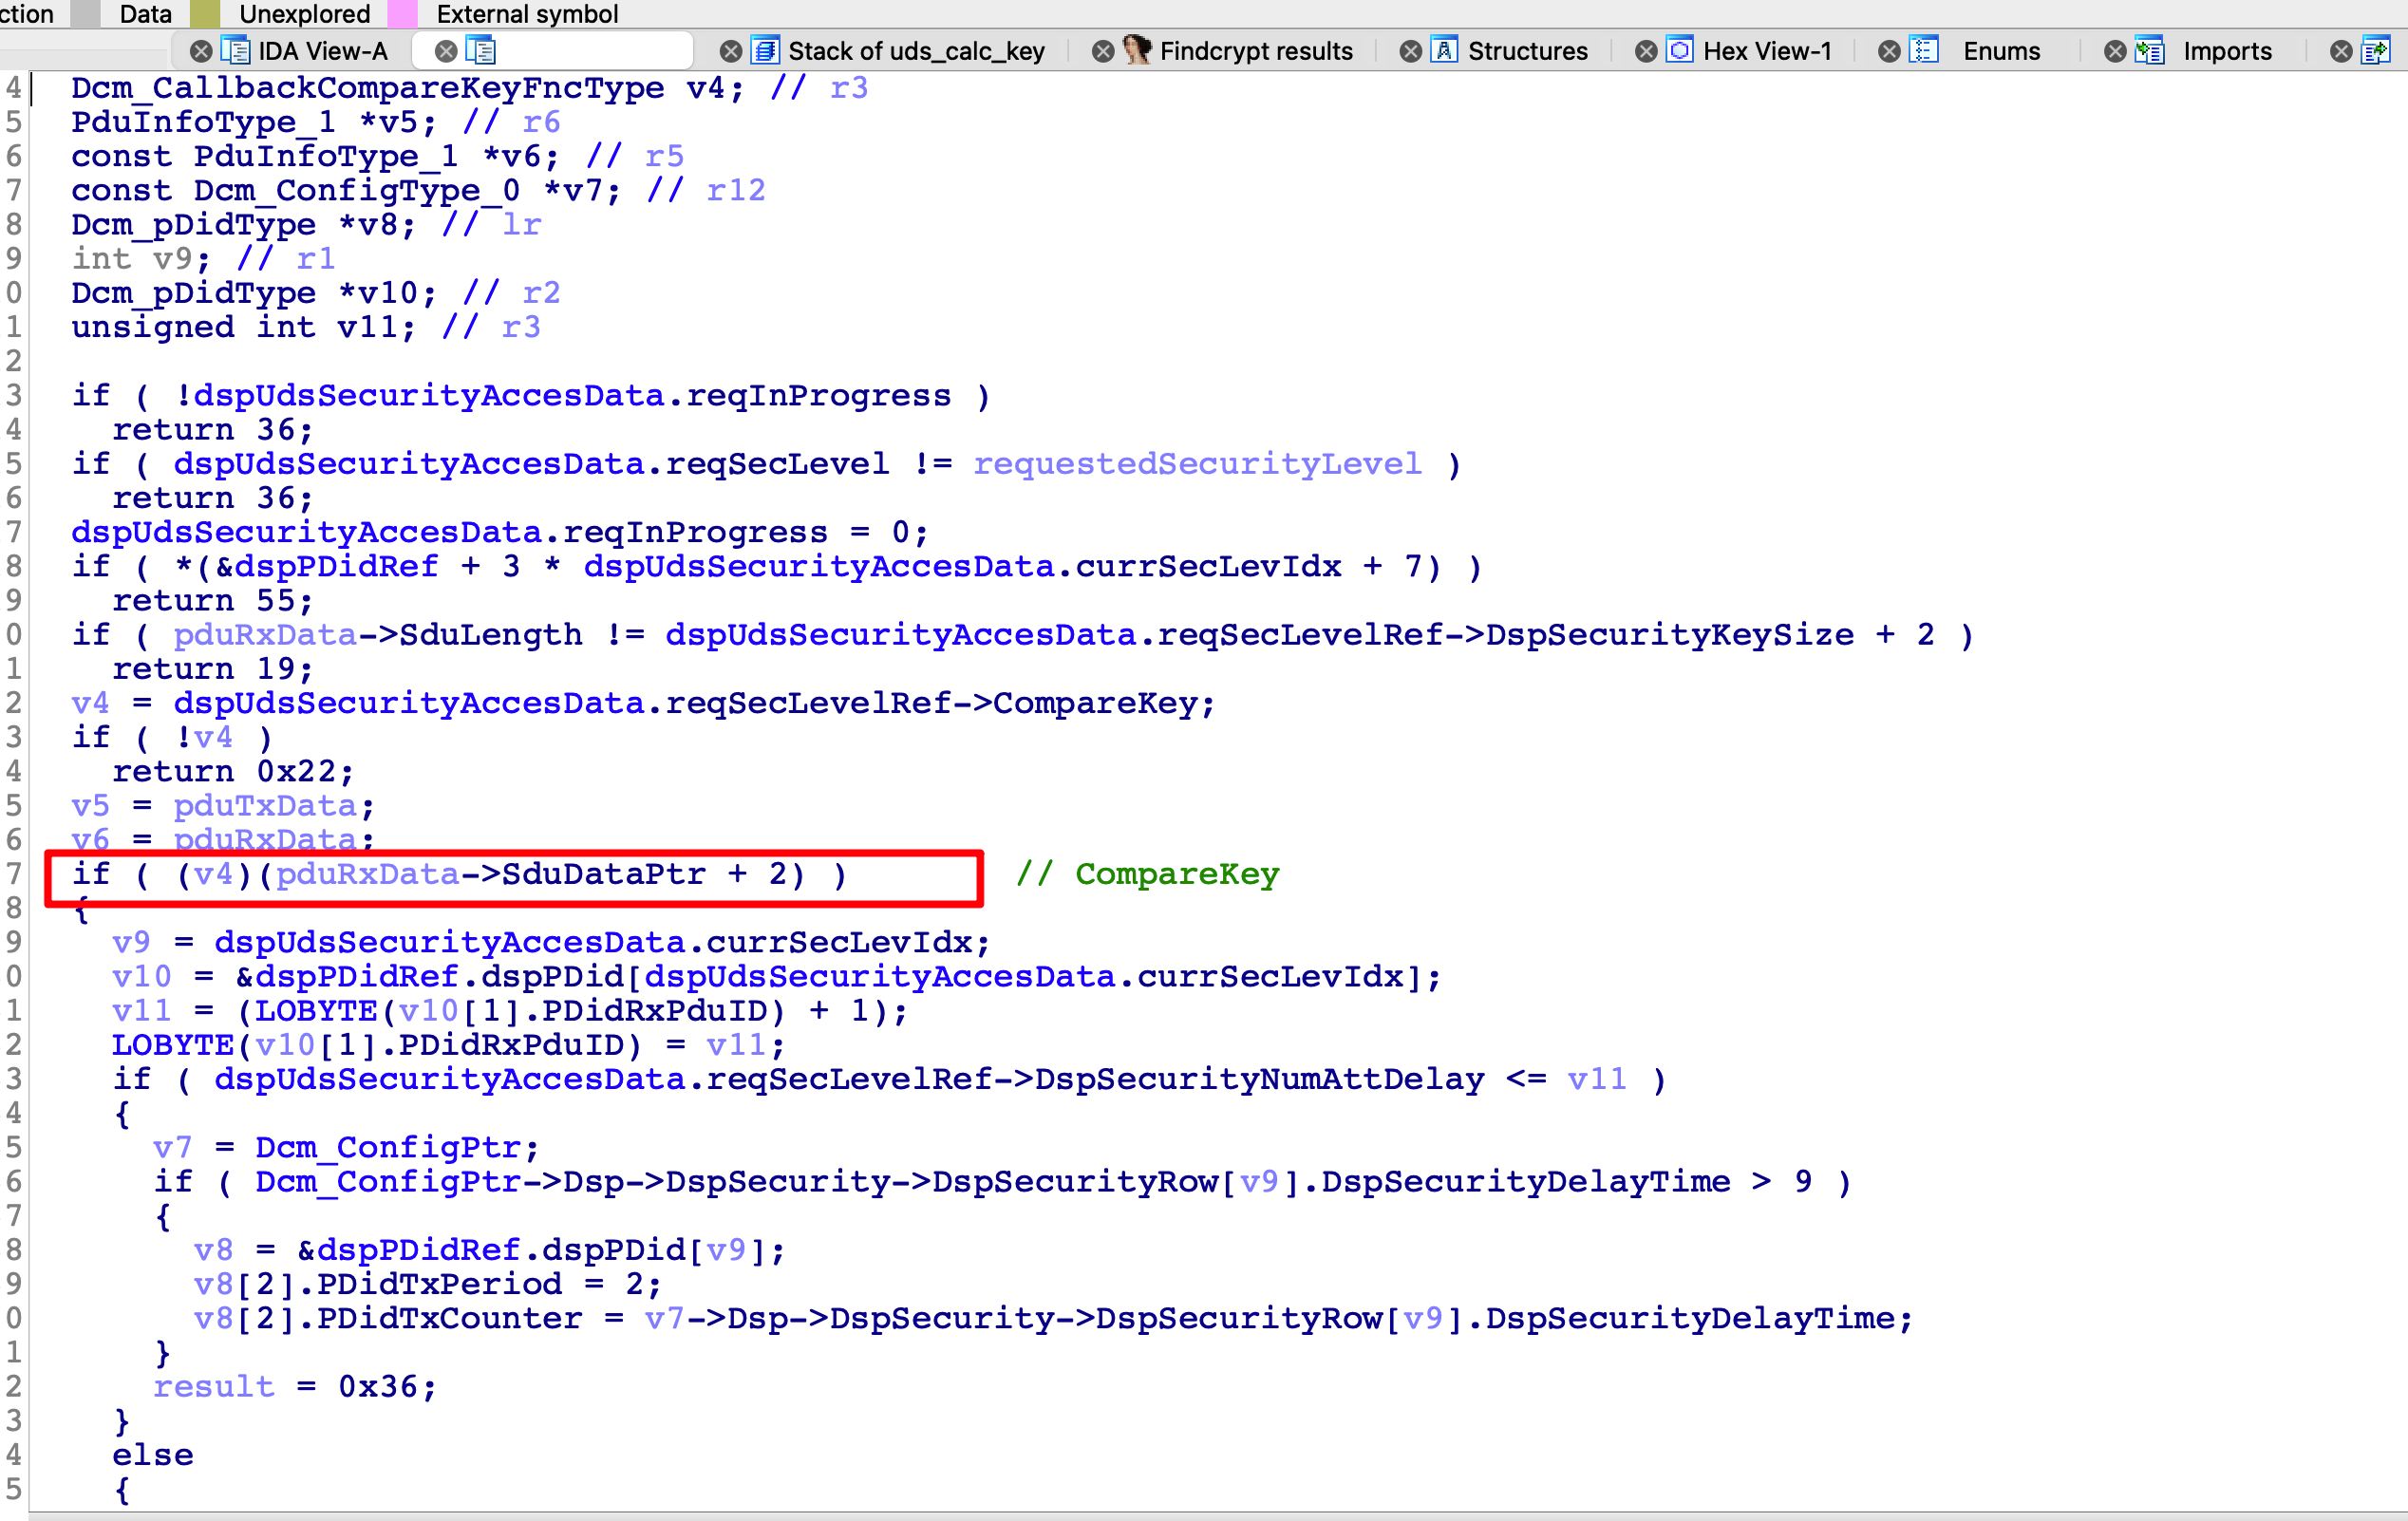 ction Data Unexplored External symbol
IDA View-A Stack of uds_calc_key Findcrypt results Structures Hex View-1 Enums Imports
4 Dcm_CallbackCompareKeyFncType v4; // r3
5 PduInfoType_1 *v5; // r6
6 const PduInfoType_1 *v6; // r5
7 const Dcm_ConfigType_0 *v7; // r12
8 Dcm_pDidType *v8; // lr
9 int v9; // r1
0 Dcm_pDidType *v10; // r2
1 unsigned int v11; // r3
2
3 if ( !dspUdsSecurityAccesData.reqInProgress )
4 return 36;
5 if ( dspUdsSecurityAccesData.reqSecLevel != requestedSecurityLevel )
6 return 36;
7 dspUdsSecurityAccesData.reqInProgress = 0;
8 if ( *(&dspPDidRef + 3 * dspUdsSecurityAccesData.currSecLevIdx + 7) )
9 return 55;
0 if ( pduRxData->SduLength != dspUdsSecurityAccesData.reqSecLevelRef->DspSecurityKeySize + 2 )
1 return 19;
2 v4 = dspUdsSecurityAccesData.reqSecLevelRef->CompareKey;
3 if ( !v4 )
4 return 0x22;
5 v5 = pduTxData;
6 v6 = pduRxData;
7 if ( (v4)(pduRxData->SduDataPtr + 2) ) // CompareKey
8 {
9 v9 = dspUdsSecurityAccesData.currSecLevIdx;
0 v10 = &dspPDidRef.dspPDid[dspUdsSecurityAccesData.currSecLevIdx];
1 v11 = (LOBYTE(v10[1].PDidRxPduID) + 1);
2 LOBYTE(v10[1].PDidRxPduID) = v11;
3 if ( dspUdsSecurityAccesData.reqSecLevelRef->DspSecurityNumAttDelay <= v11 )
4 {
5 v7 = Dcm_ConfigPtr;
6 if ( Dcm_ConfigPtr->Dsp->DspSecurity->DspSecurityRow[v9].DspSecurityDelayTime > 9 )
7 {
8 v8 = &dspPDidRef.dspPDid[v9];
9 v8[2].PDidTxPeriod = 2;
0 v8[2].PDidTxCounter = v7->Dsp->DspSecurity->DspSecurityRow[v9].DspSecurityDelayTime;
1 }
2 result = 0x36;
3 }
4 else
5 {